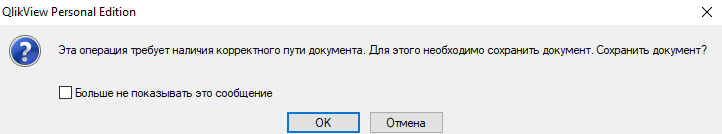 QlikView Personal Edition
Эта операция требует наличия корректного пути документа. Для этого необходимо сохранить документ. Сохранить документ?
Больше не показывать это сообщение
OK Отмена